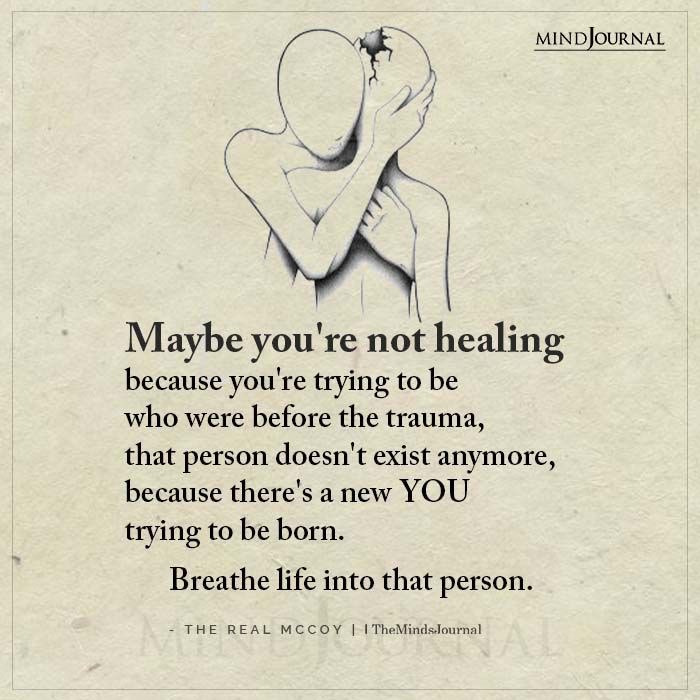 MINDJOURNAL
Maybe you're not healing
because you're trying to be
who were before the trauma,
that person doesn't exist anymore,
because there's a new YOU
trying to be born.
Breathe life into that person.
- THE REAL MCCOY | I TheMindsJournal
MINDJOURNAL